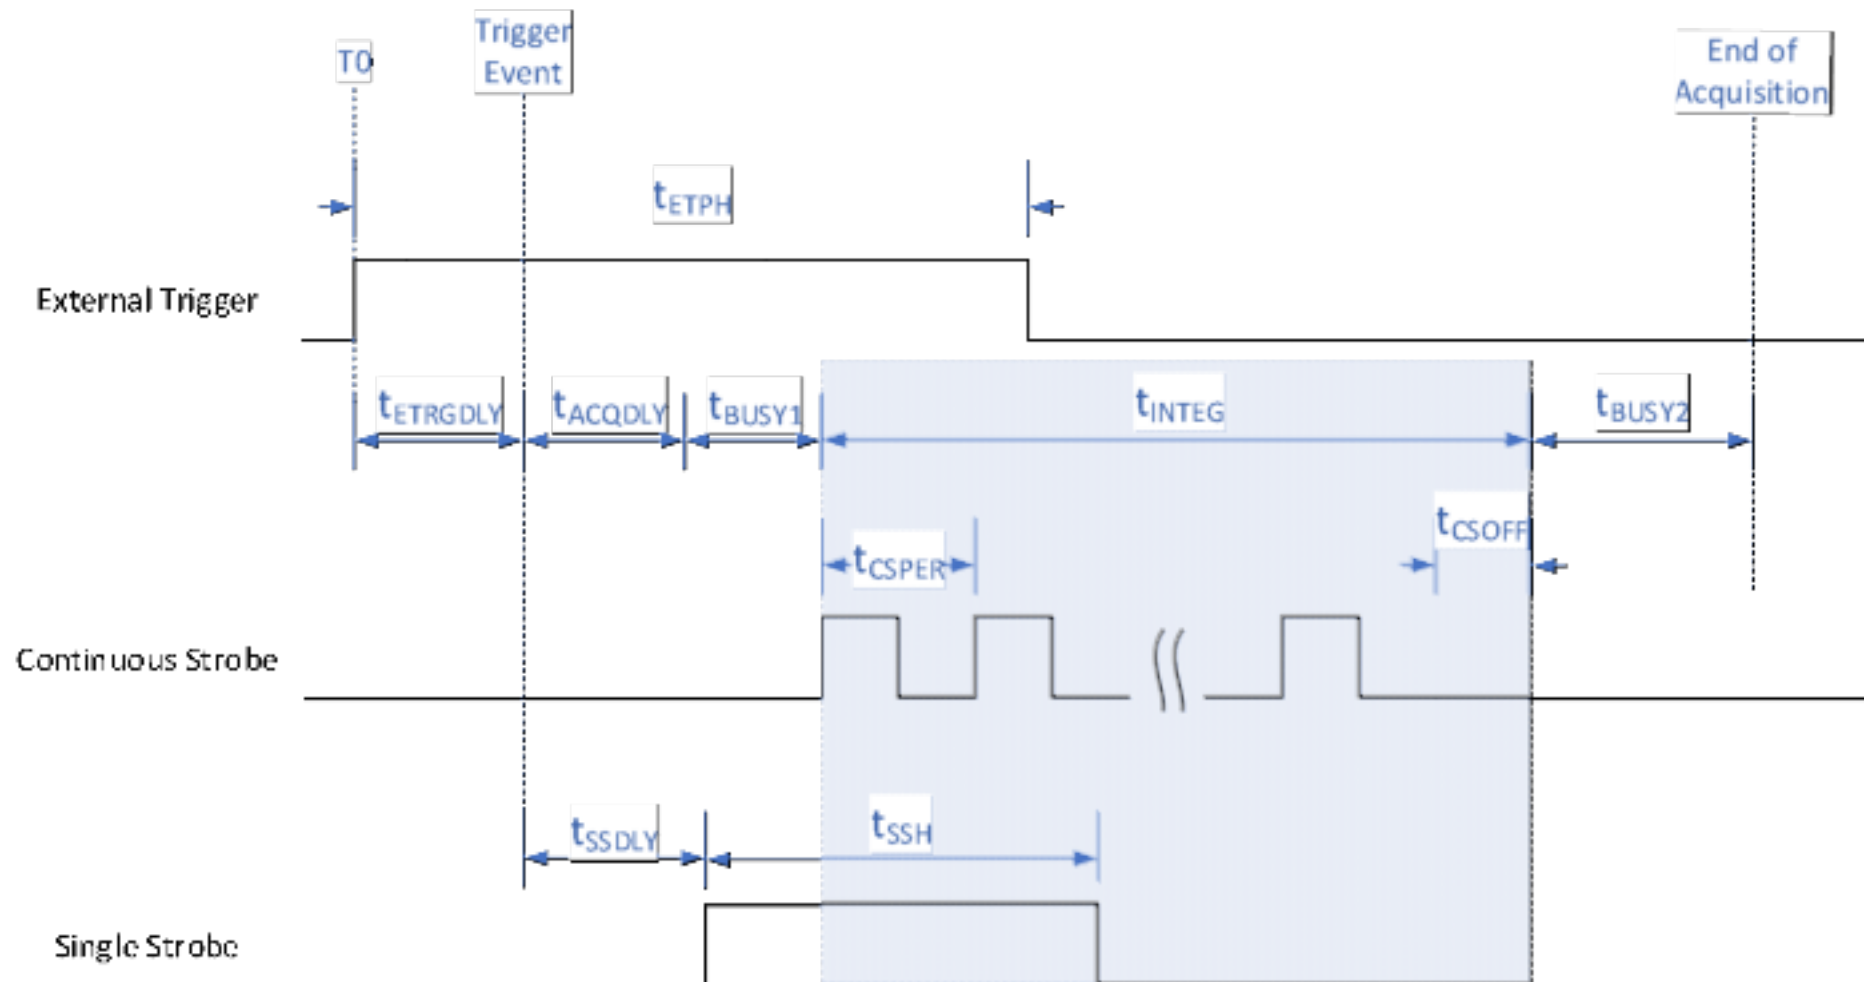 T0
Trigger
Event
End of
Acquisition
tETPH
External Trigger
tETRGDLY
tACQDLY
tBUSY1
tINTEG
tBUSY2
tCSOFF
tCSPER
Continuous Strobe
tSSDLY
tSSH
Single Strobe